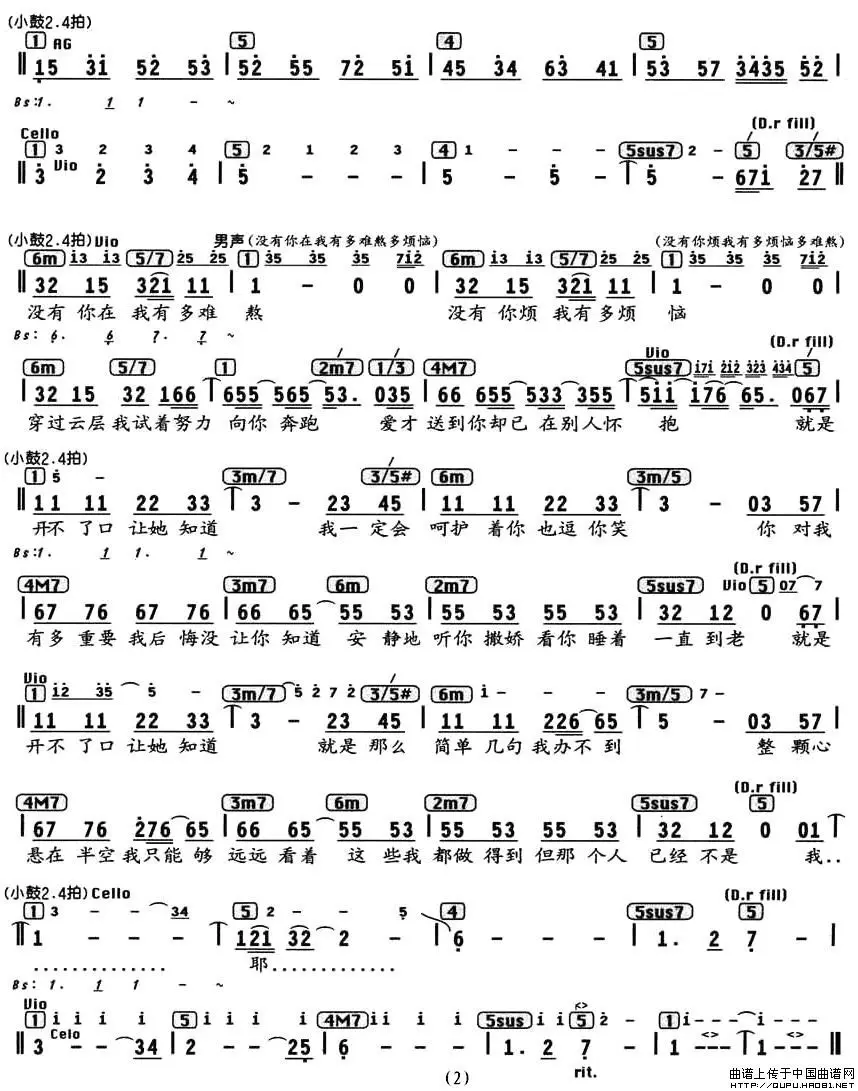 (小鼓2.4拍)
1 AG 5 4 5
‖ 15 31 52 53 | 52 55 72 51 | 45 34 63 41 | 53 57 3435 52 |
Bs:1. 1 1 - ~
Cello (D.r fill)
1 3 2 3 4 5 2 1 2 3 4 1 - - - 5sus7 2 - 5 3/5#
‖ 3 Vio 2 3 4 | 5 - - - | 5 - 5 - | 5 - 671 27 ‖
(小鼓2.4拍) Vio 男声 (没有你在我有多难熬多烦恼) (没有你烦我有多烦恼多难熬)
6m i3 i3 5/7 25 25 1 35 35 35 7i2 6m i3 i3 5/7 25 25 1 35 35 35 7i2
‖ 32 15 321 11 | 1 - 0 0 | 32 15 321 11 | 1 - 0 0 |
没有 你在 我有多难 熬 没有 你烦 我有多烦 恼
Bs: 6. 6 7. 7 ~
Vio (D.r fill)
6m 5/7 1 2m7 1/3 4M7 5sus7 i7i 2i2 323 434 5
| 32 15 32 166 | 655 565 53. 035 | 66 655 533 355 | 5ii i76 65. 067 |
穿过云层 我试着努力 向你 奔跑 爱才 送到你却已 在别人怀 抱 就是
(小鼓2.4拍)
1 5 - 3m/7 3/5# 6m 3m/5
‖ 11 11 22 33 | 3 - 23 45 | 11 11 22 33 | 3 - 03 57 |
开不 了口 让她 知道 我一 定会 呵护 着你 也逗 你笑 你 对我
Bs:1. 1 1. 1 ~
(D.r fill)
4M7 3m7 6m 2m7 5sus7 Vio 5 07 7
| 67 76 67 76 | 66 65 55 53 | 55 53 55 53 | 32 12 0 67 |
有多 重要 我后 悔没 让你 知道 安 静地 听你 撒娇 看你 睡着 一直 到老 就是
Vio
1 i2 35 5 - 3m/7 5 2 7 2 3/5# 6m i - - - 3m/5 7 -
‖ 11 11 22 33 | 3 - 23 45 | 11 11 226 65 | 5 - 03 57 |
开不 了口 让她 知道 就是 那么 简单 几句 我办不 到 整 颗心
(D.r fill)
4M7 3m7 6m 2m7 5sus7 5
| 67 76 276 65 | 66 65 55 53 | 55 53 55 53 | 32 12 0 01 |
悬在 半空 我只能 够 远远 看着 这 些我 都做 得到 但那 个人 已经 不是 我..
(小鼓2.4拍) Cello (D.r fill)
1 3 - - 34 5 2 - - 5 4 5sus7 5
‖ 1 - - - | 121 32 2 - | 6 - - - | 1. 2 7 - |
.............. 耶.............
Bs: 1. 1 1 - ~
Vio
1 i i i i 5 i i i i 4M7 i i i i 5sus i i 5 2 - 1 i - - - i - - -
‖ 3 Celo - - 34 | 2 - - 25 | 6 - - - | 1. 2 7 - | 1 - - - | 1 - - - ‖
rit.
(2)
曲谱上传于中国曲谱网
HTTP://QUPU.HAO81.NET